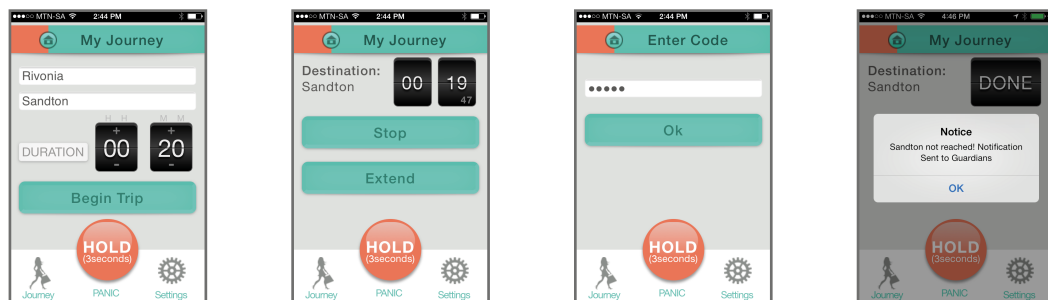 MTN-SA 2:44 PM
My Journey
Rivonia
Sandton
H H M M
+ +
DURATION 00 20
- -
Begin Trip
HOLD
(3seconds)
Journey PANIC Settings
MTN-SA 2:44 PM
My Journey
Destination:
Sandton
00 19
47
Stop
Extend
HOLD
(3seconds)
Journey PANIC Settings
MTN-SA 2:44 PM
Enter Code
●●●●●
Ok
HOLD
(3seconds)
Journey PANIC Settings
MTN-SA 4:46 PM
My Journey
Destination:
Sandton
DONE
Notice
Sandton not reached! Notification
Sent to Guardians
OK
HOLD
(3seconds)
Journey PANIC Settings